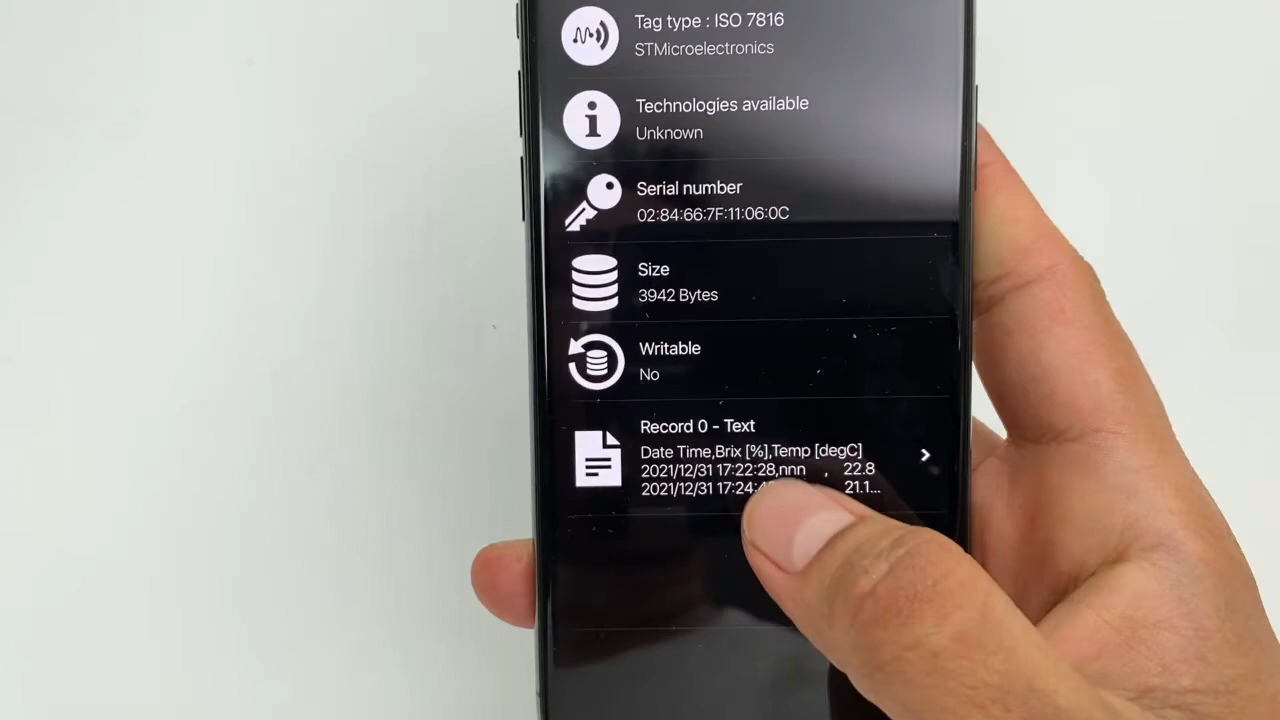 Tag type : ISO 7816
STMicroelectronics
Technologies available
Unknown
Serial number
02:84:66:7F:11:06:0C
Size
3942 Bytes
Writable
No
Record 0 - Text
Date Time,Brix [%],Temp [degC]
2021/12/31 17:22:28,nnn , 22.8
2021/12/31 17:24: 21.1...